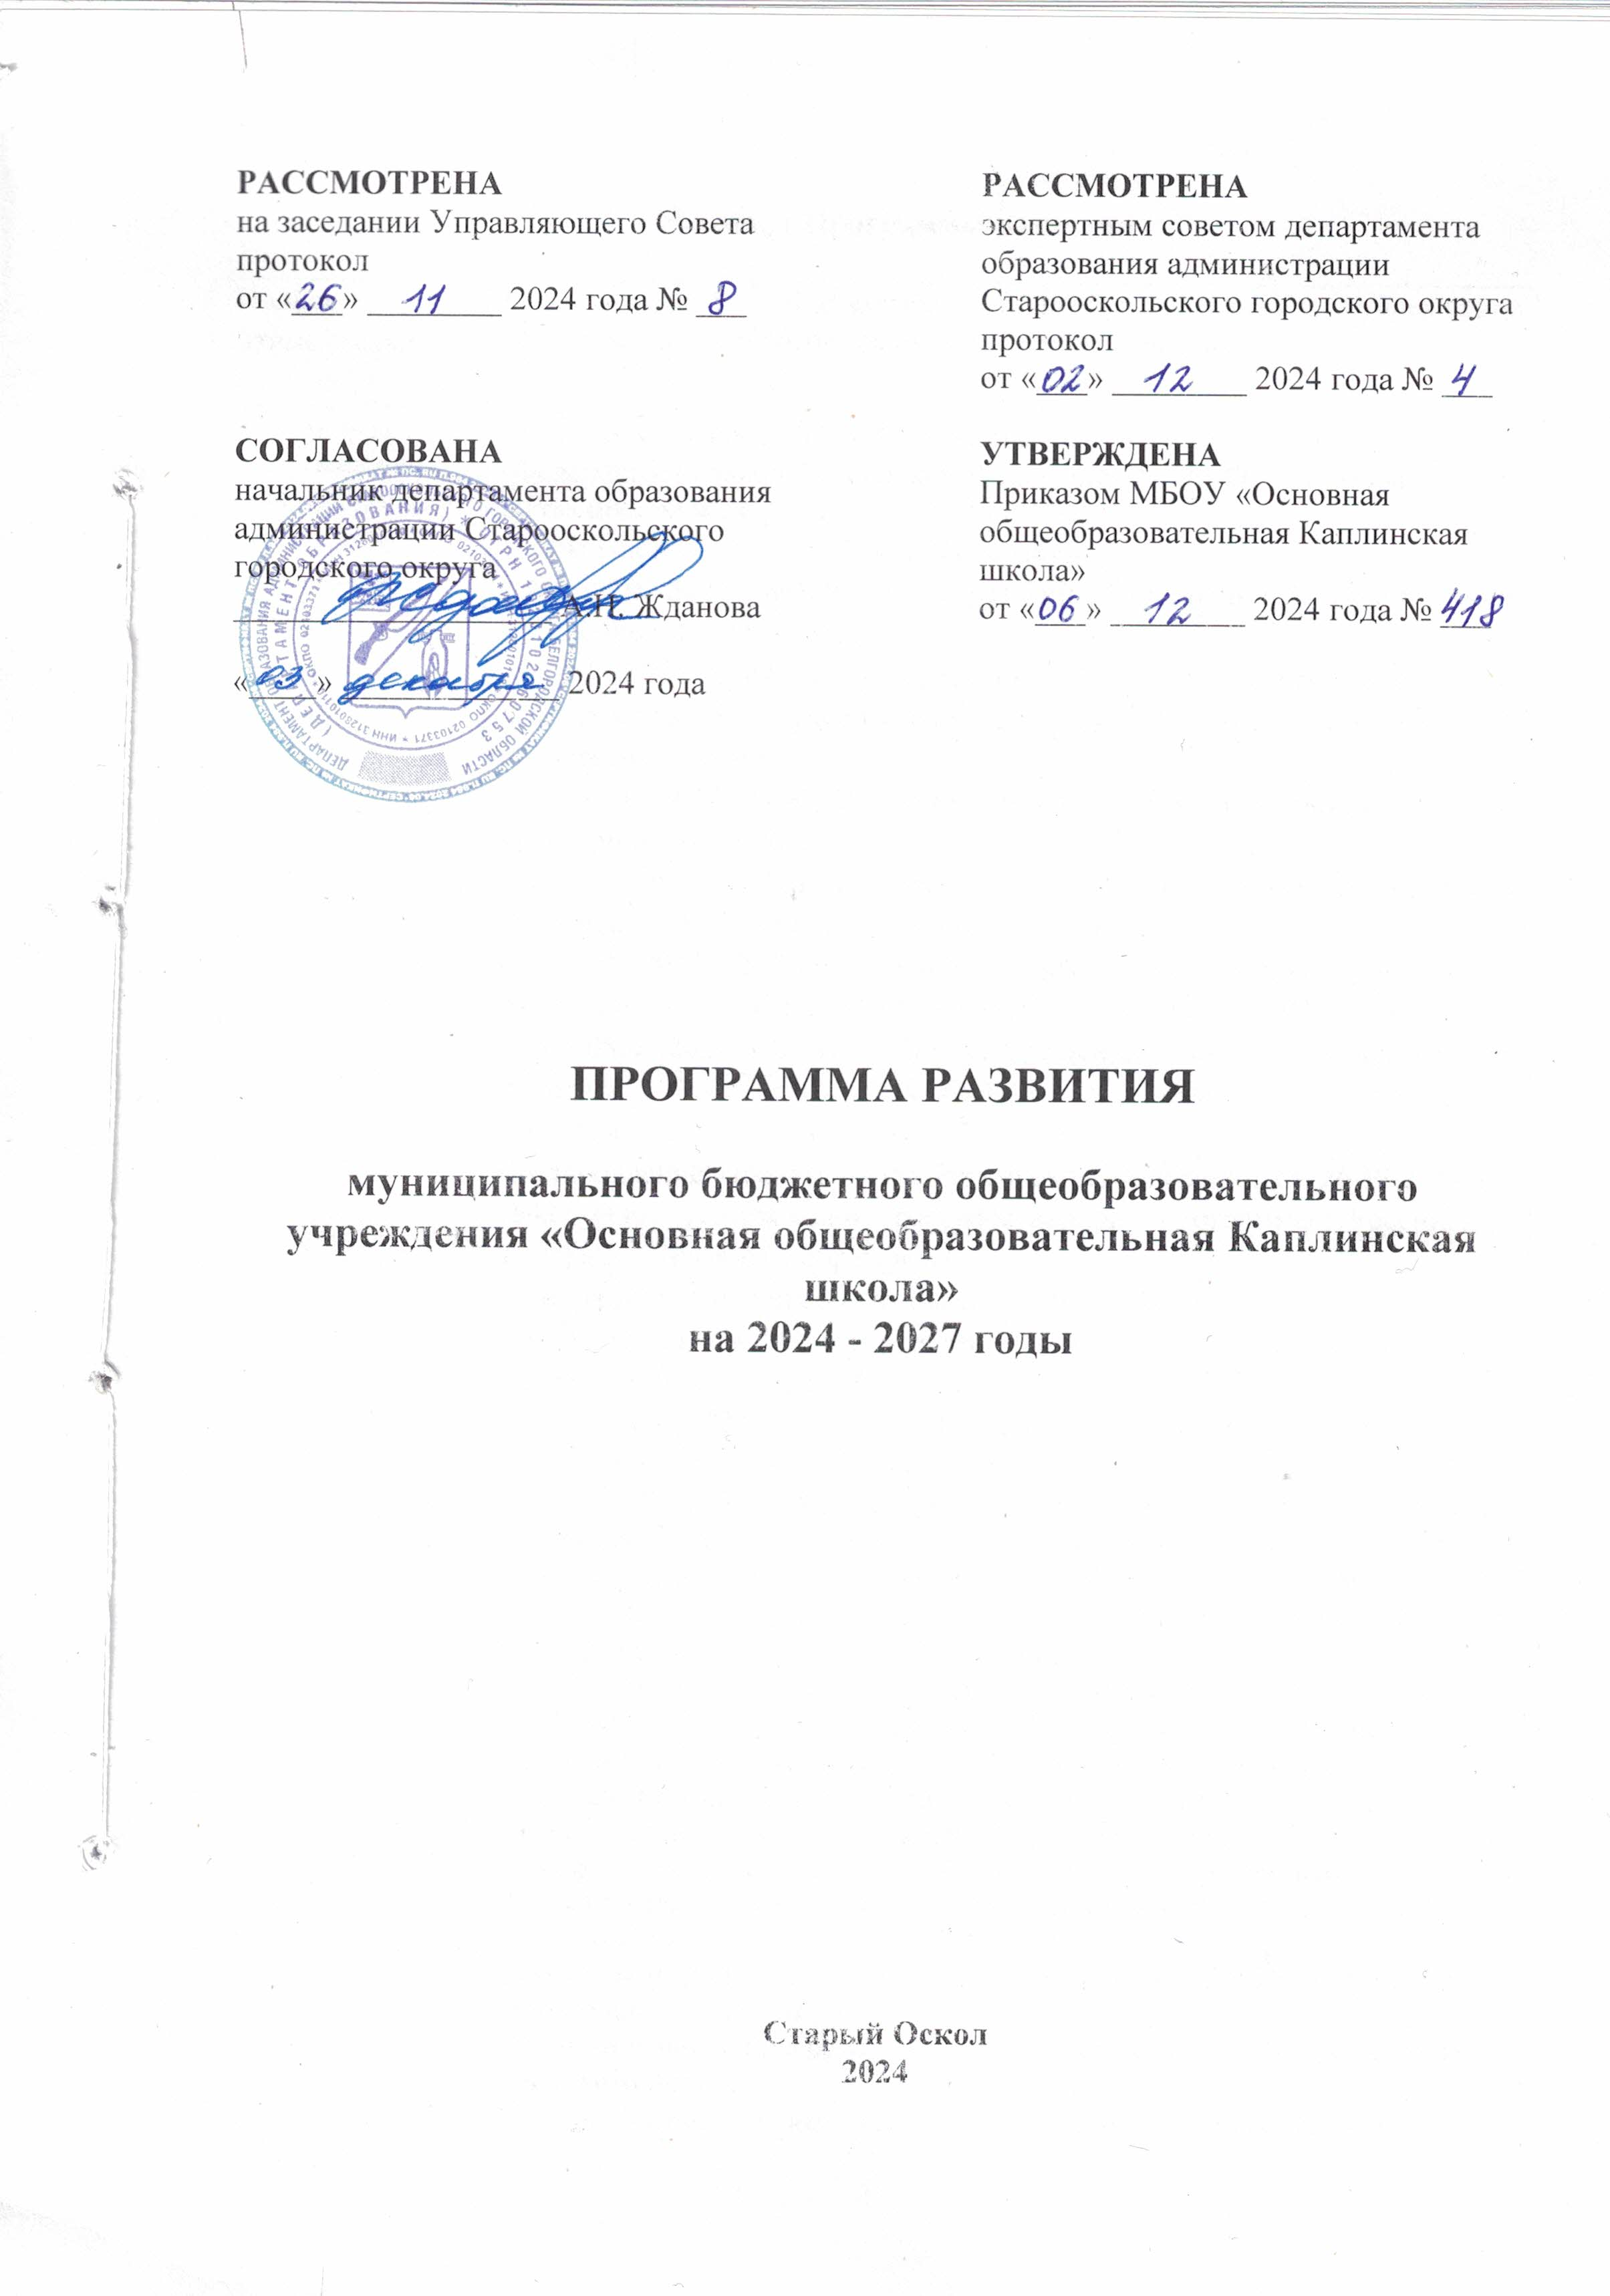 РАССМОТРЕНА
на заседании Управляющего Совета
протокол
от «26» 11 2024 года № 8
РАССМОТРЕНА
экспертным советом департамента
образования администрации
Старооскольского городского округа
протокол
от «02» 12 2024 года № 4
СОГЛАСОВАНА
начальник департамента образования
администрации Старооскольского
городского округа
А.Н. Жданова
«03» декабря 2024 года
УТВЕРЖДЕНА
Приказом МБОУ «Основная
общеобразовательная Каплинская
школа»
от «06» 12 2024 года № 418
ПРОГРАММА РАЗВИТИЯ
муниципального бюджетного общеобразовательного
учреждения «Основная общеобразовательная Каплинская
школа»
на 2024 - 2027 годы
Старый Оскол
2024